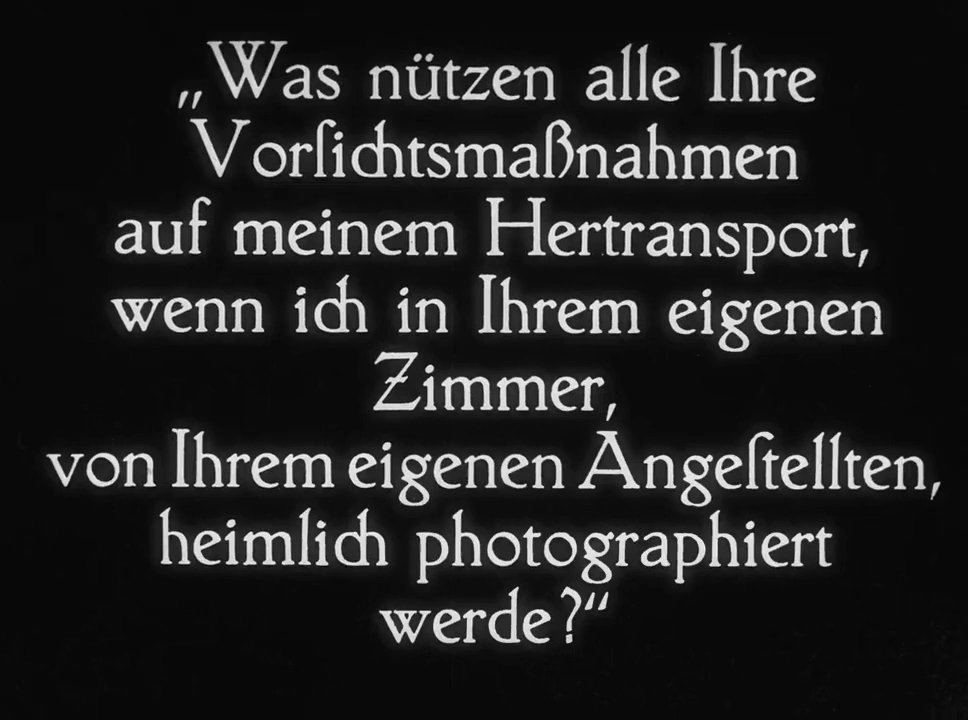 „Was nützen alle Ihre
Vorſichtsmaßnahmen
auf meinem Hertransport,
wenn ich in Ihrem eigenen
Zimmer,
von Ihrem eigenen Angeſtellten,
heimlich photographiert
werde?“